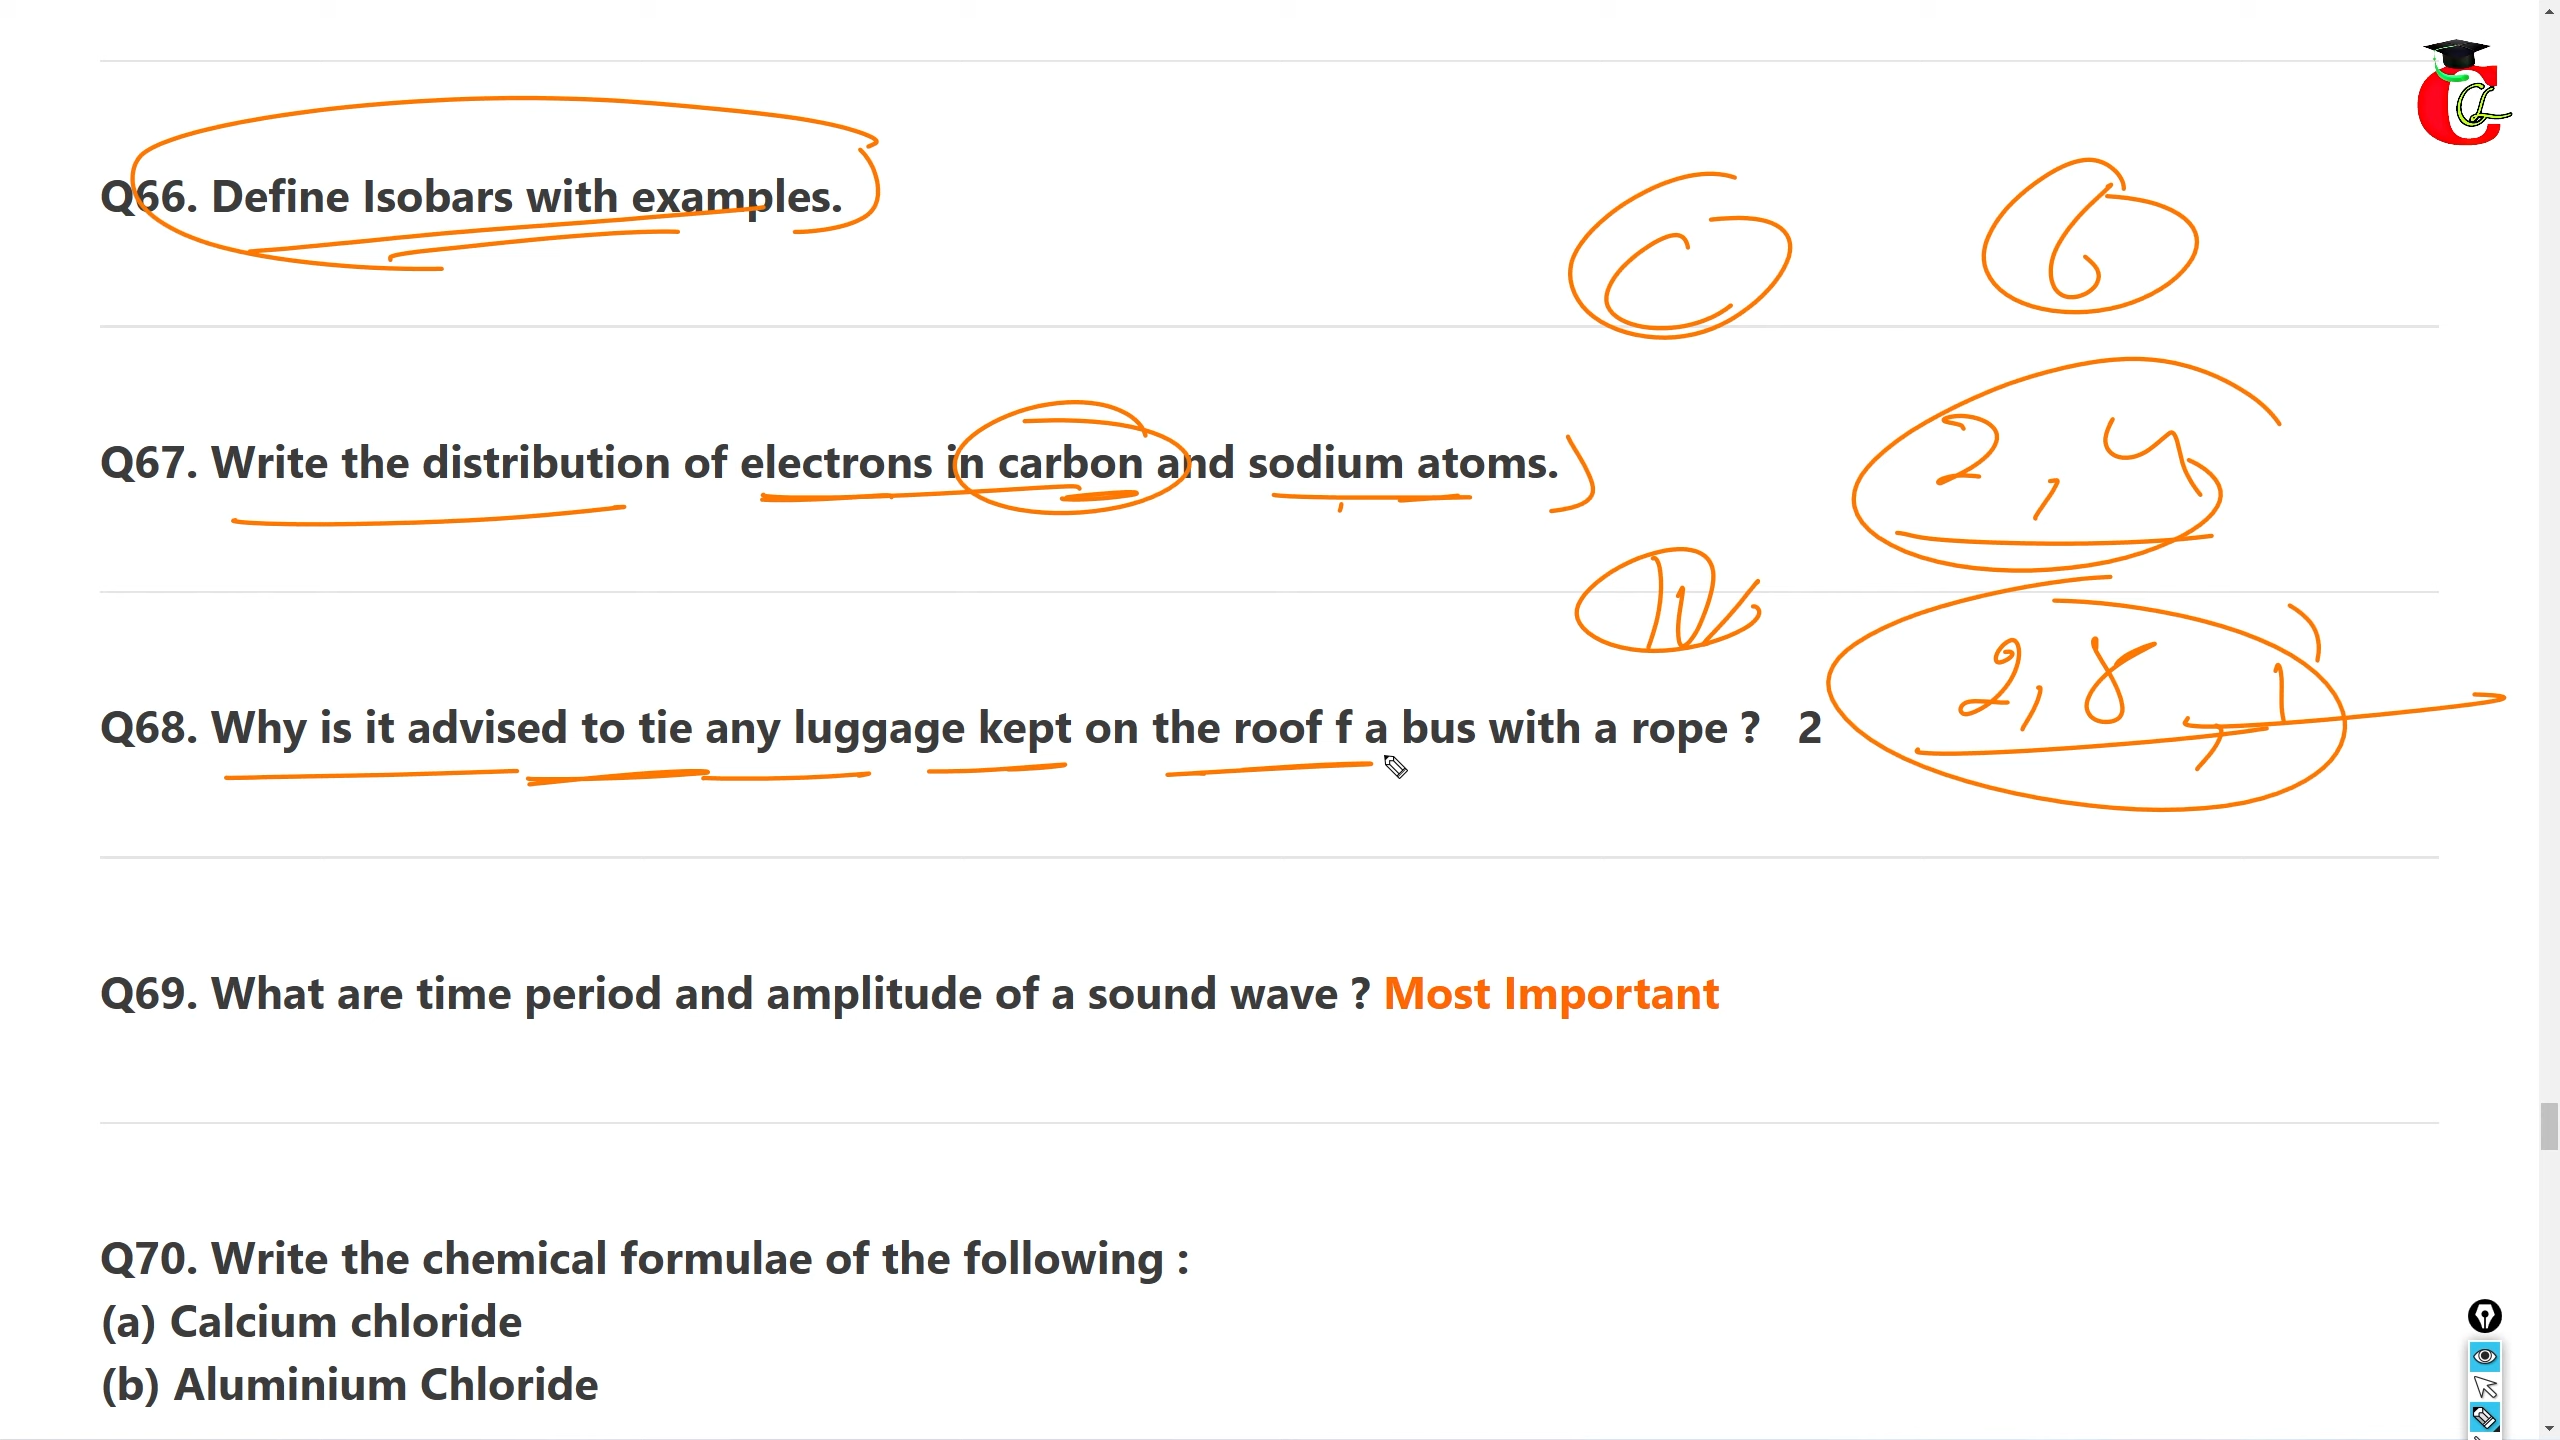 Q66. Define Isobars with examples.
C 6
Q67. Write the distribution of electrons in carbon and sodium atoms.
2, 4
Q68. Why is it advised to tie any luggage kept on the roof f a bus with a rope ? 2
2, 8, 1
Q69. What are time period and amplitude of a sound wave ? Most Important
Q70. Write the chemical formulae of the following :
(a) Calcium chloride
(b) Aluminium Chloride